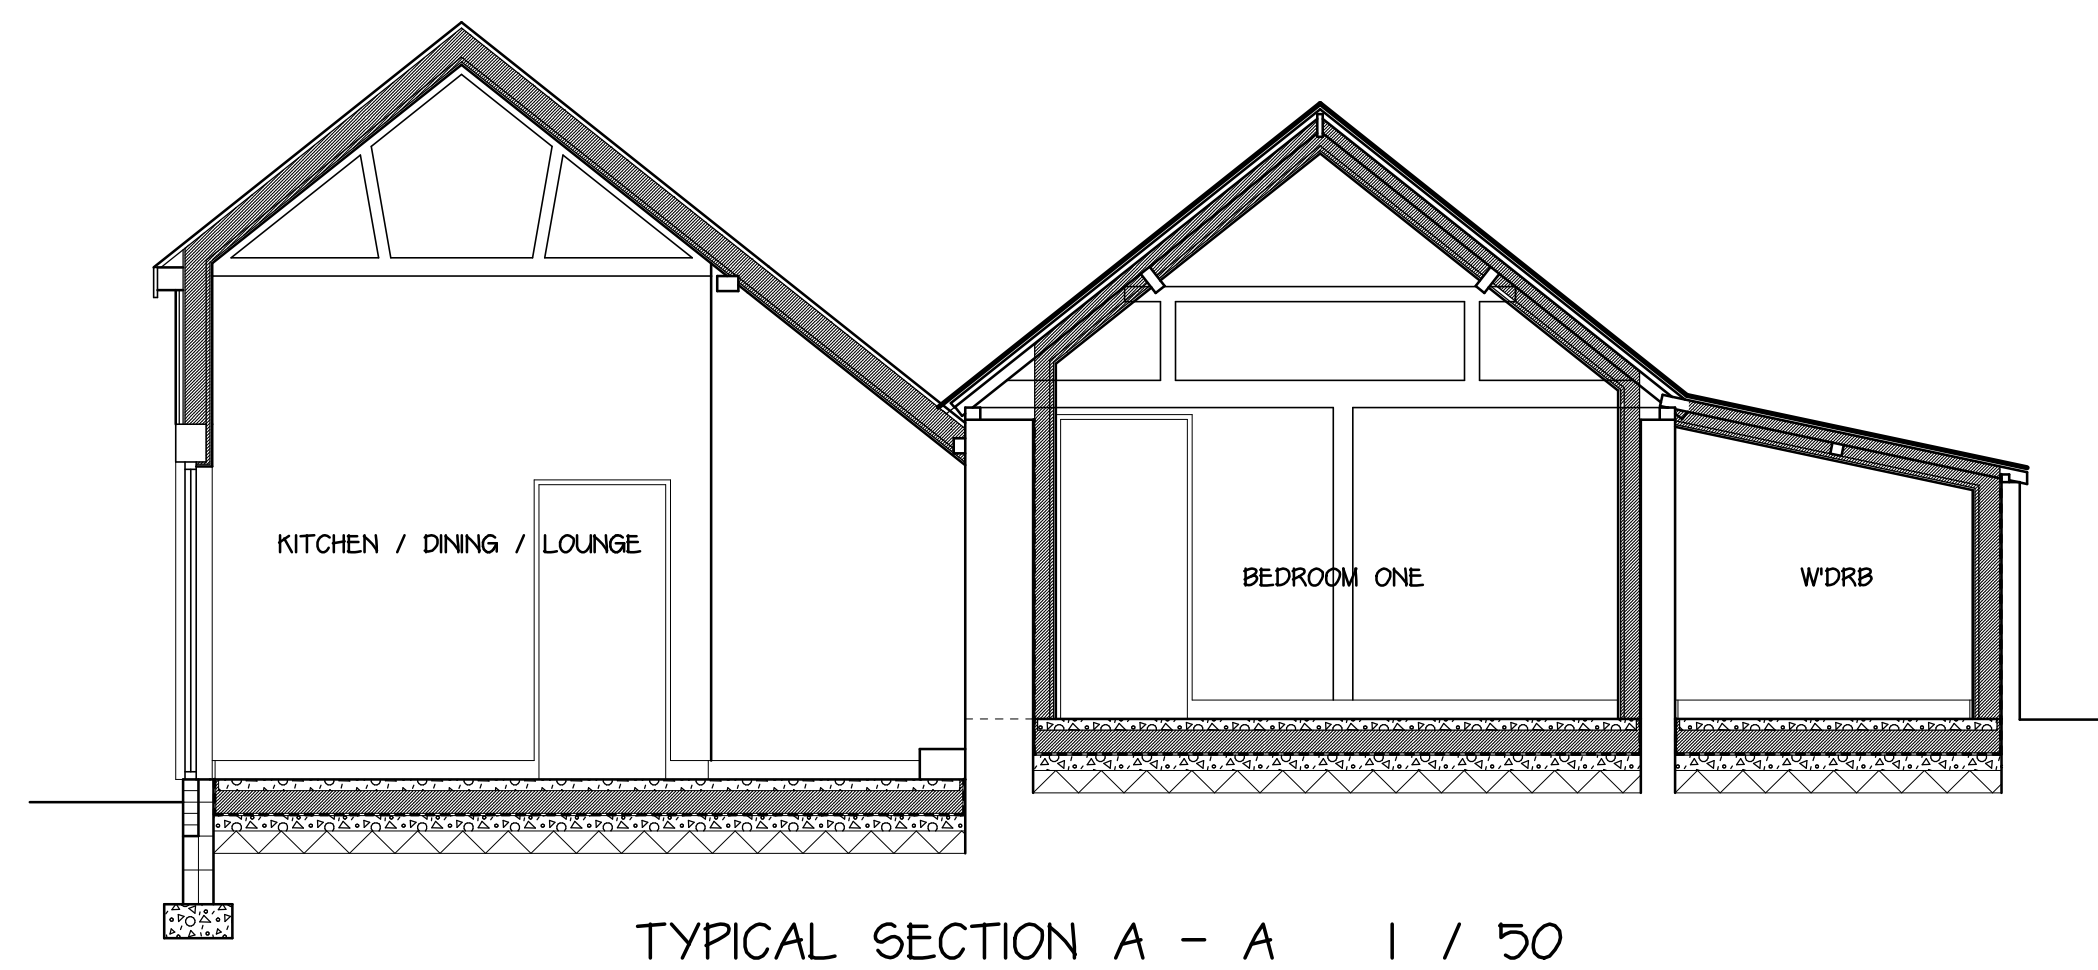 KITCHEN / DINING / LOUNGE
BEDROOM ONE
W'DRB
TYPICAL SECTION A - A 1 / 50